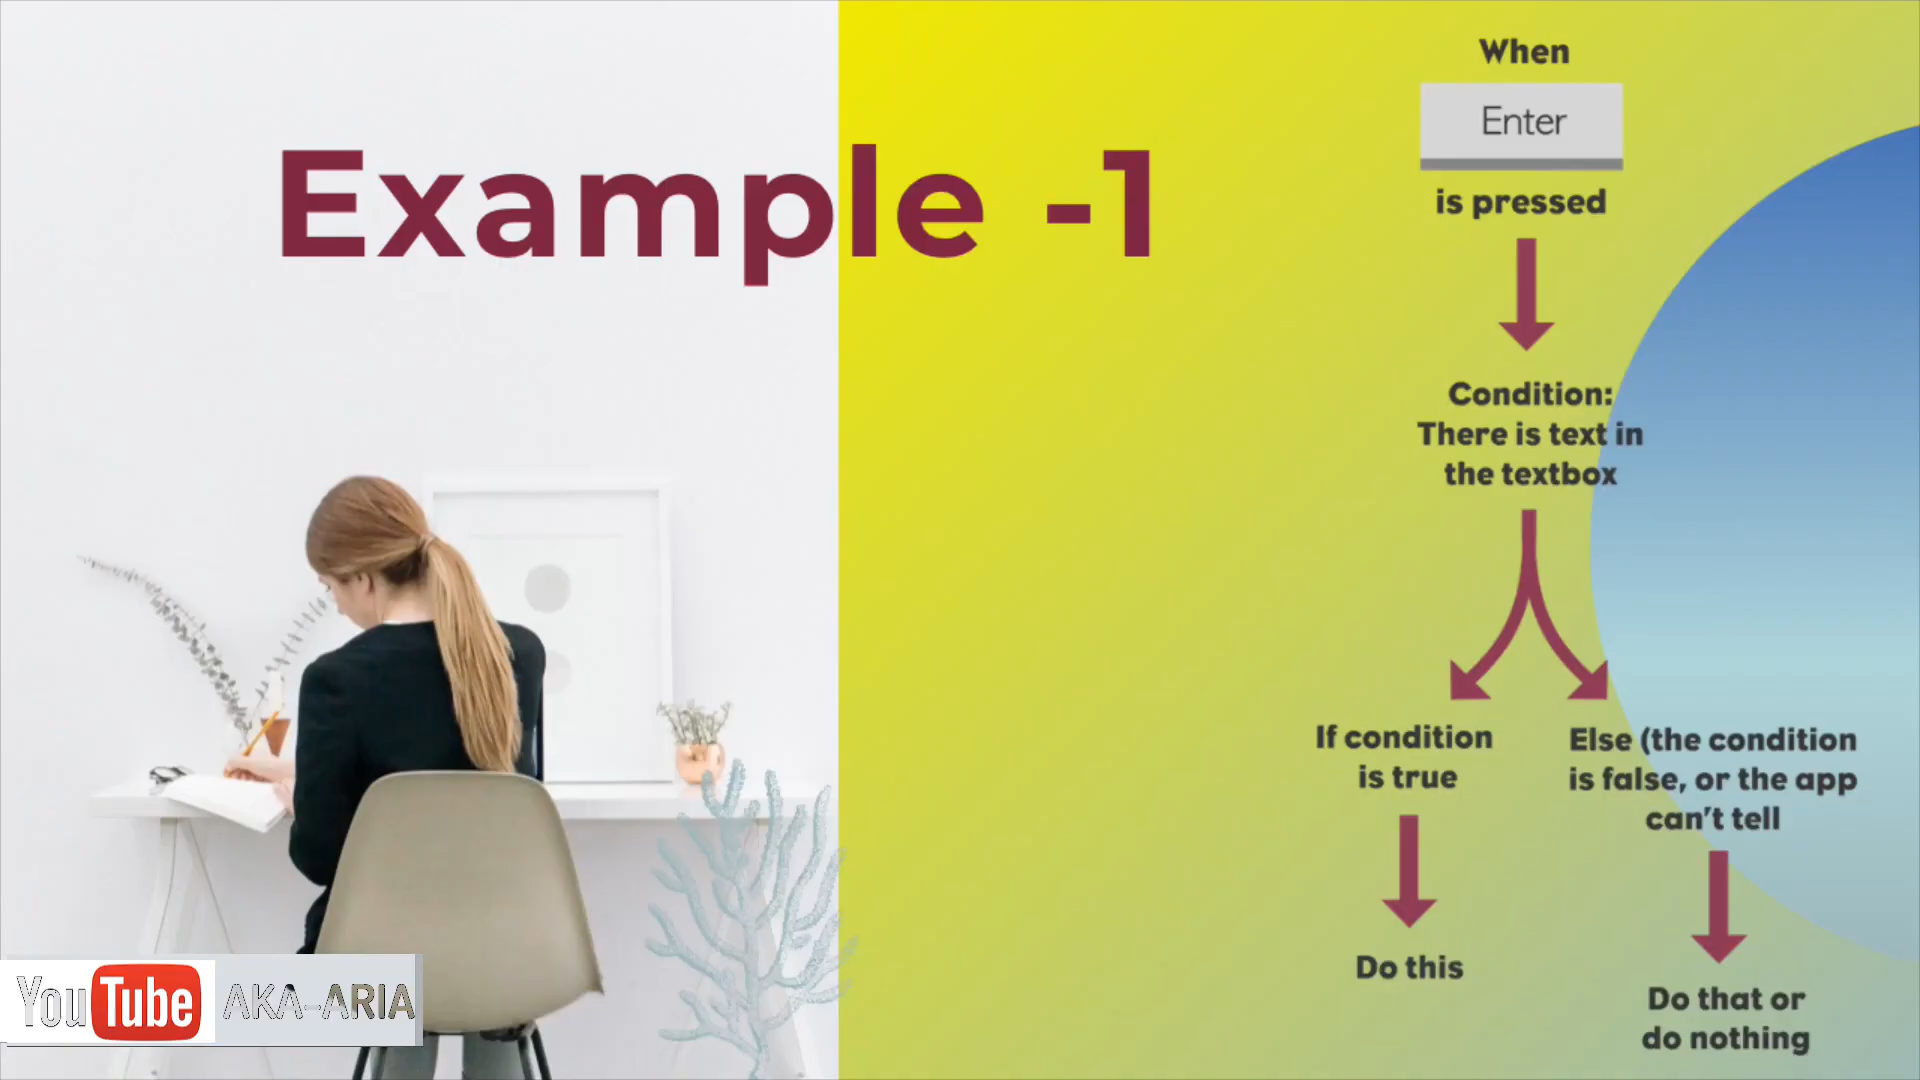 Example -1
When
Enter
is pressed
Condition:
There is text in
the textbox
If condition
is true
Else (the condition
is false, or the app
can't tell
Do this
Do that or
do nothing
YouTube AKA-ARIA